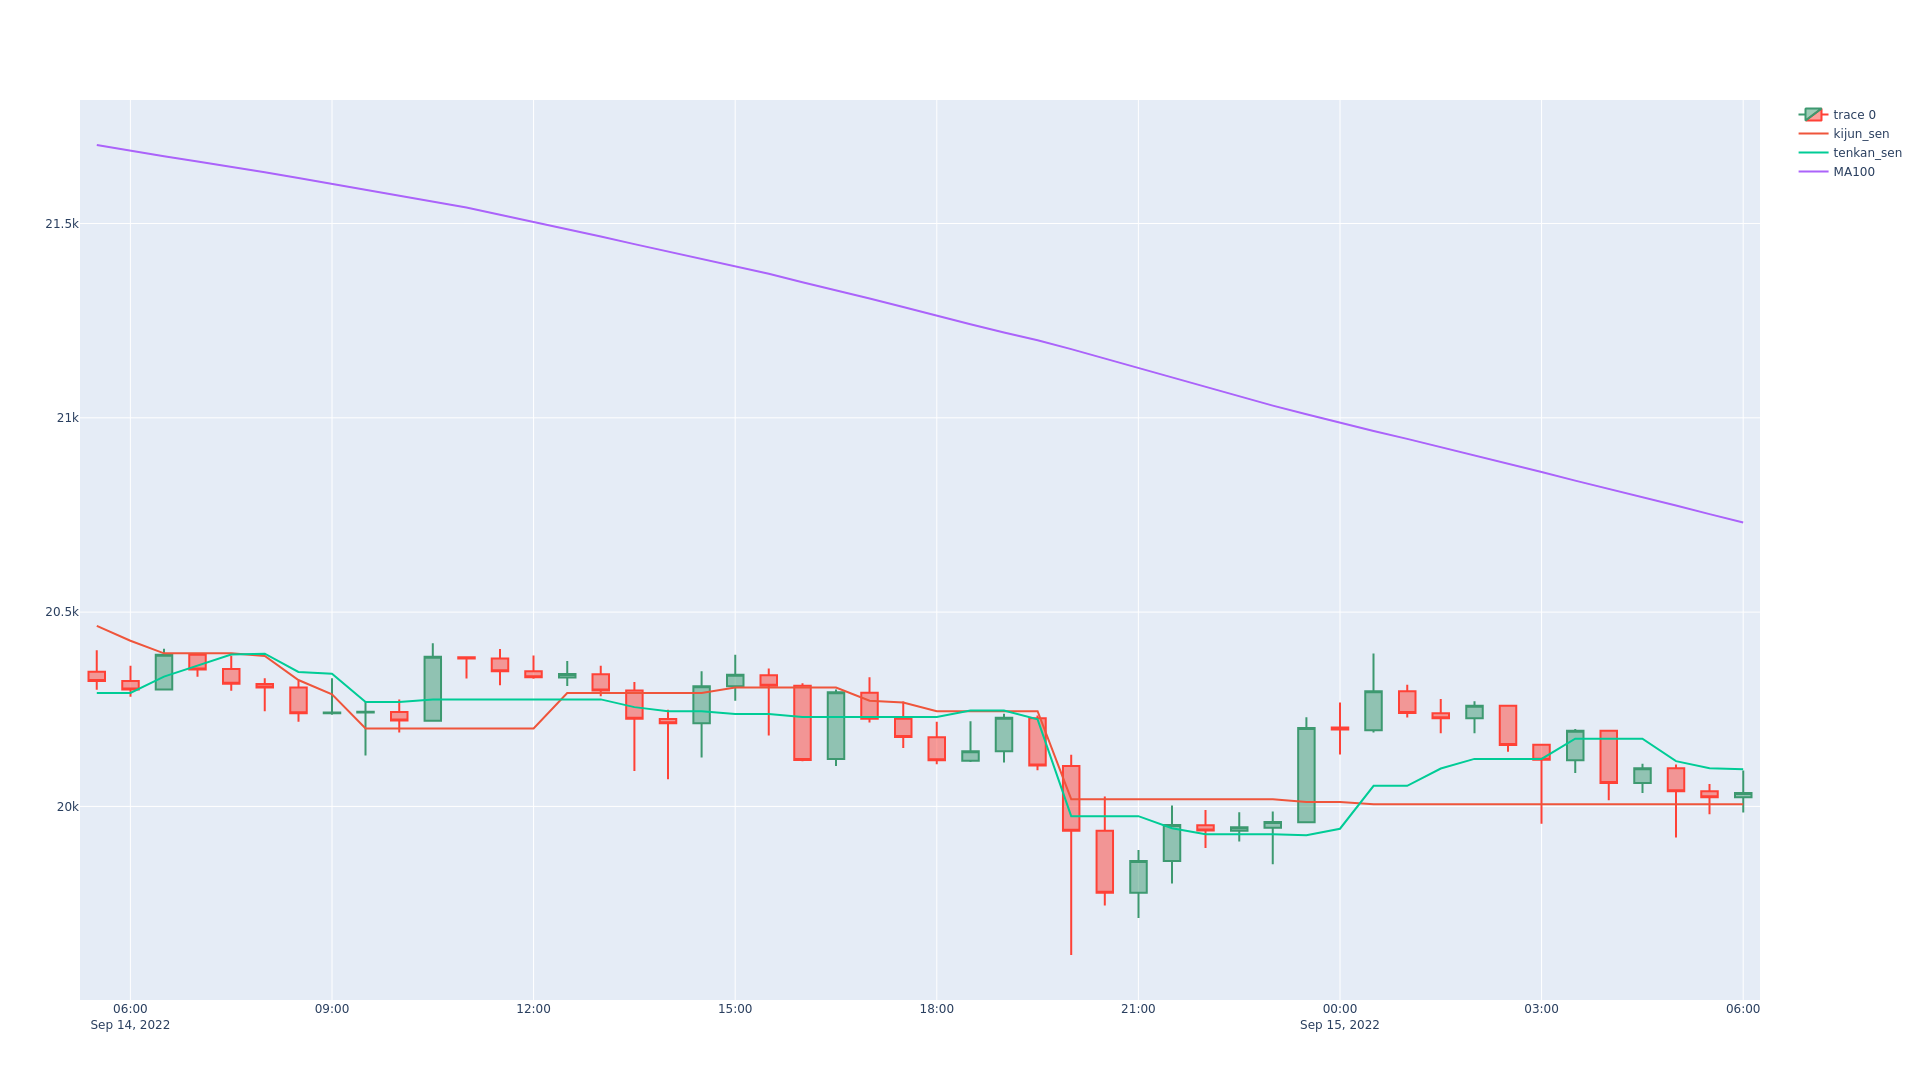 trace 0
kijun_sen
tenkan_sen
MA100
21.5k
21k
20.5k
20k
06:00 09:00 12:00 15:00 18:00 21:00 00:00 03:00 06:00
Sep 14, 2022 Sep 15, 2022